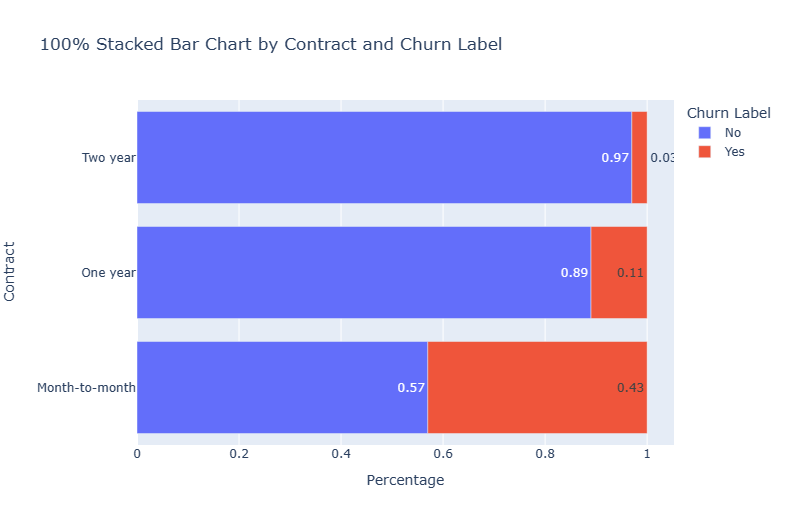 100% Stacked Bar Chart by Contract and Churn Label
Churn Label
No
Yes
Contract
Two year
0.97
0.03
One year
0.89
0.11
Month-to-month
0.57
0.43
0
0.2
0.4
0.6
0.8
1
Percentage